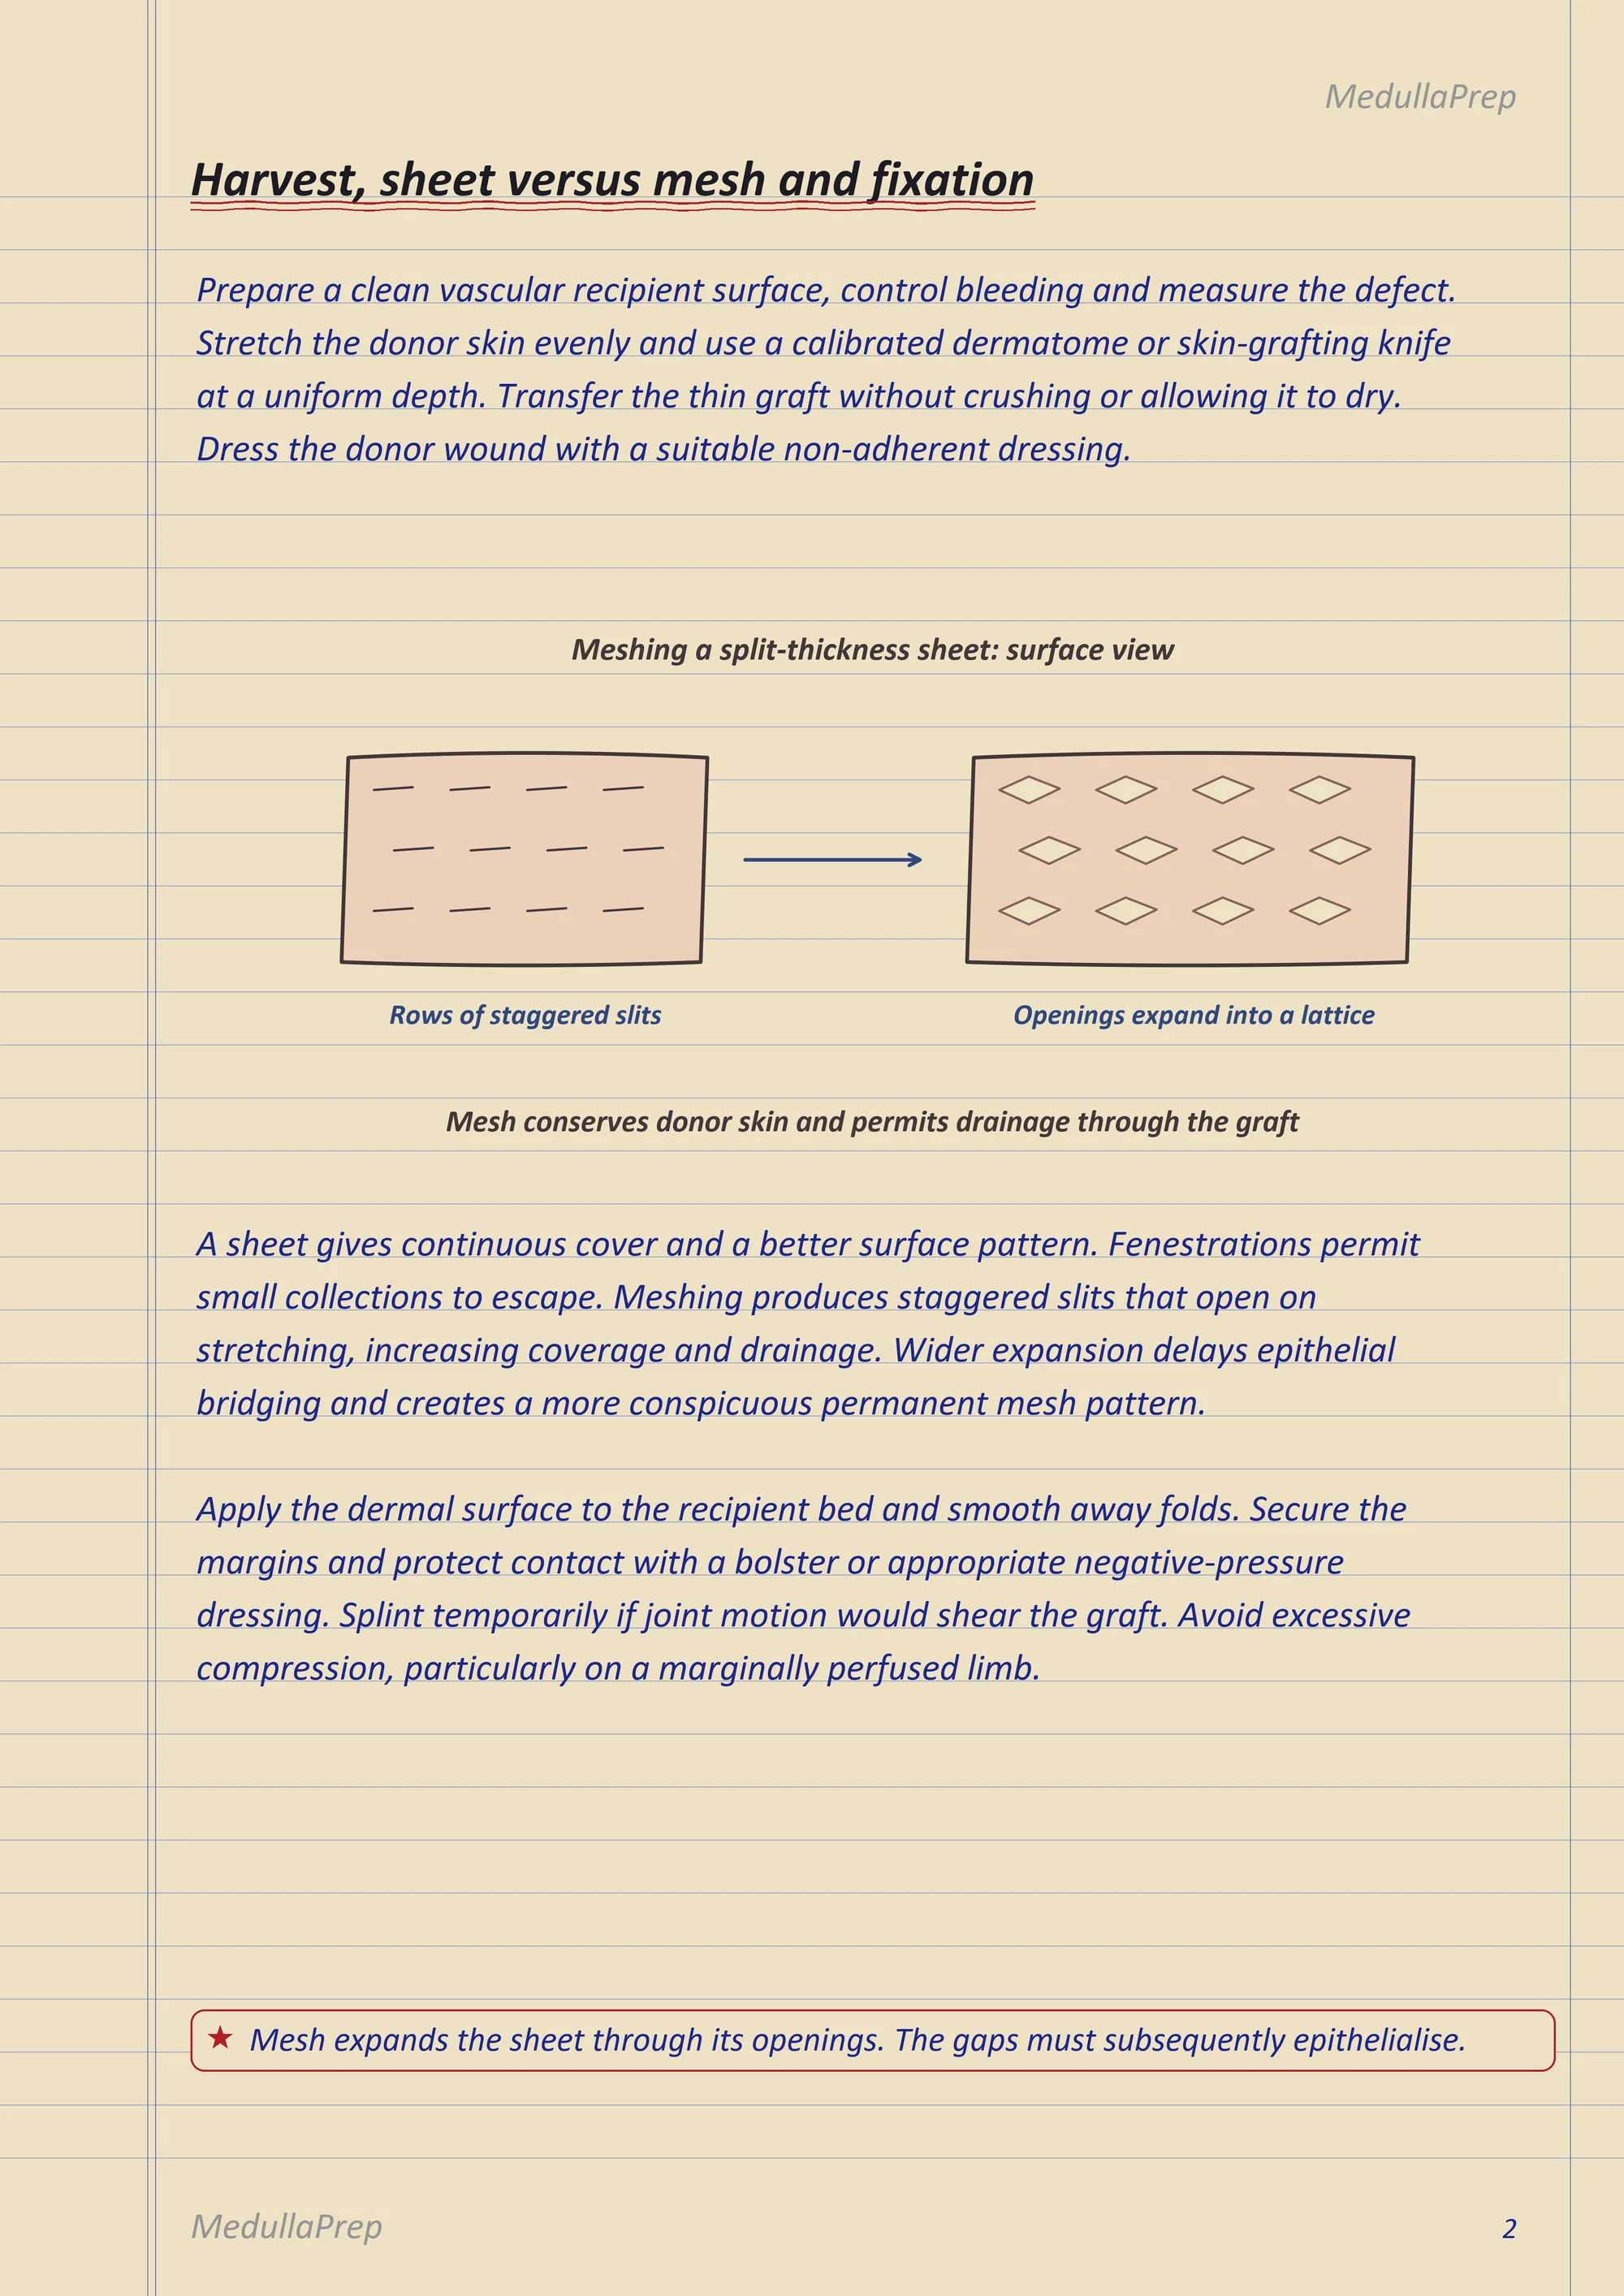 MedullaPrep
Harvest, sheet versus mesh and fixation
Prepare a clean vascular recipient surface, control bleeding and measure the defect.
Stretch the donor skin evenly and use a calibrated dermatome or skin-grafting knife
at a uniform depth. Transfer the thin graft without crushing or allowing it to dry.
Dress the donor wound with a suitable non-adherent dressing.
Meshing a split-thickness sheet: surface view
Rows of staggered slits
Openings expand into a lattice
Mesh conserves donor skin and permits drainage through the graft
A sheet gives continuous cover and a better surface pattern. Fenestrations permit
small collections to escape. Meshing produces staggered slits that open on
stretching, increasing coverage and drainage. Wider expansion delays epithelial
bridging and creates a more conspicuous permanent mesh pattern.
Apply the dermal surface to the recipient bed and smooth away folds. Secure the
margins and protect contact with a bolster or appropriate negative-pressure
dressing. Splint temporarily if joint motion would shear the graft. Avoid excessive
compression, particularly on a marginally perfused limb.
★ Mesh expands the sheet through its openings. The gaps must subsequently epithelialise.
MedullaPrep
2